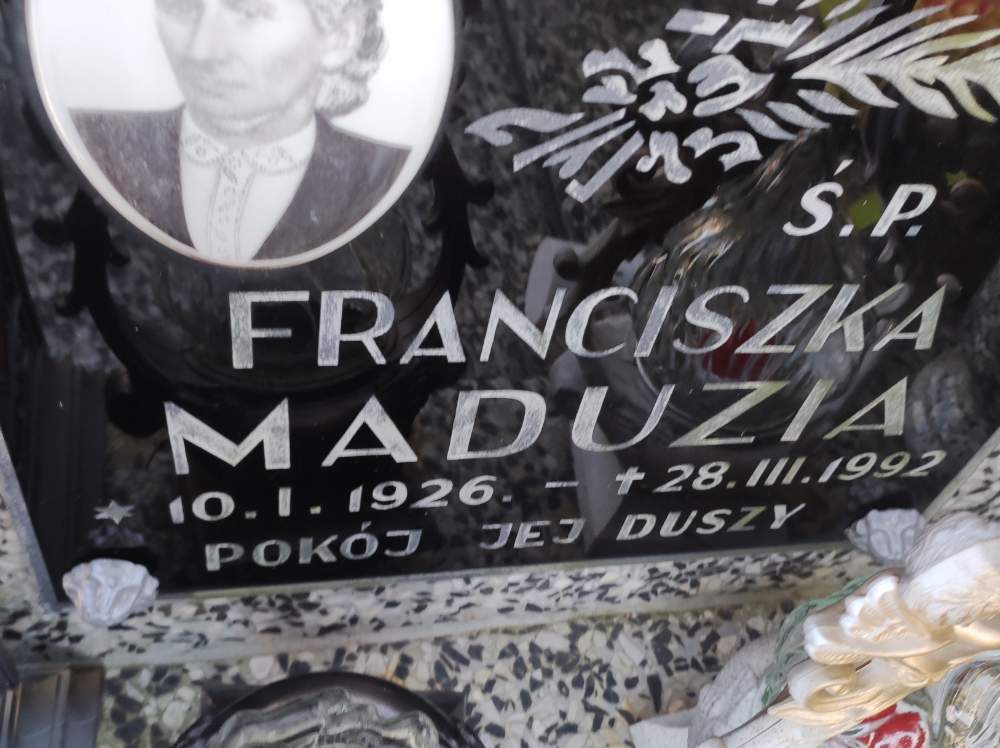 Ś.P.
FRANCISZKA
MADUZIA
10.I.1926. – † 28.III.1992
POKÓJ JEJ DUSZY